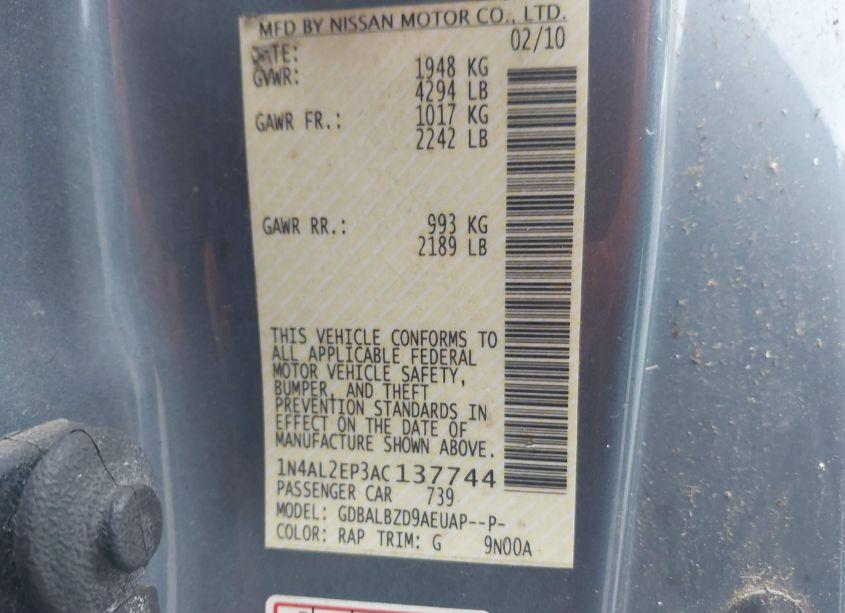 MFD BY NISSAN MOTOR CO., LTD.
DATE: 02/10
GVWR: 1948 KG
4294 LB
GAWR FR.: 1017 KG
2242 LB
GAWR RR.: 993 KG
2189 LB
THIS VEHICLE CONFORMS TO
ALL APPLICABLE FEDERAL
MOTOR VEHICLE SAFETY,
BUMPER, AND THEFT
PREVENTION STANDARDS IN
EFFECT ON THE DATE OF
MANUFACTURE SHOWN ABOVE.
1N4AL2EP3AC137744
PASSENGER CAR 739
MODEL: GDBALBZD9AEUAP--P-
COLOR: RAP TRIM: G 9N00A